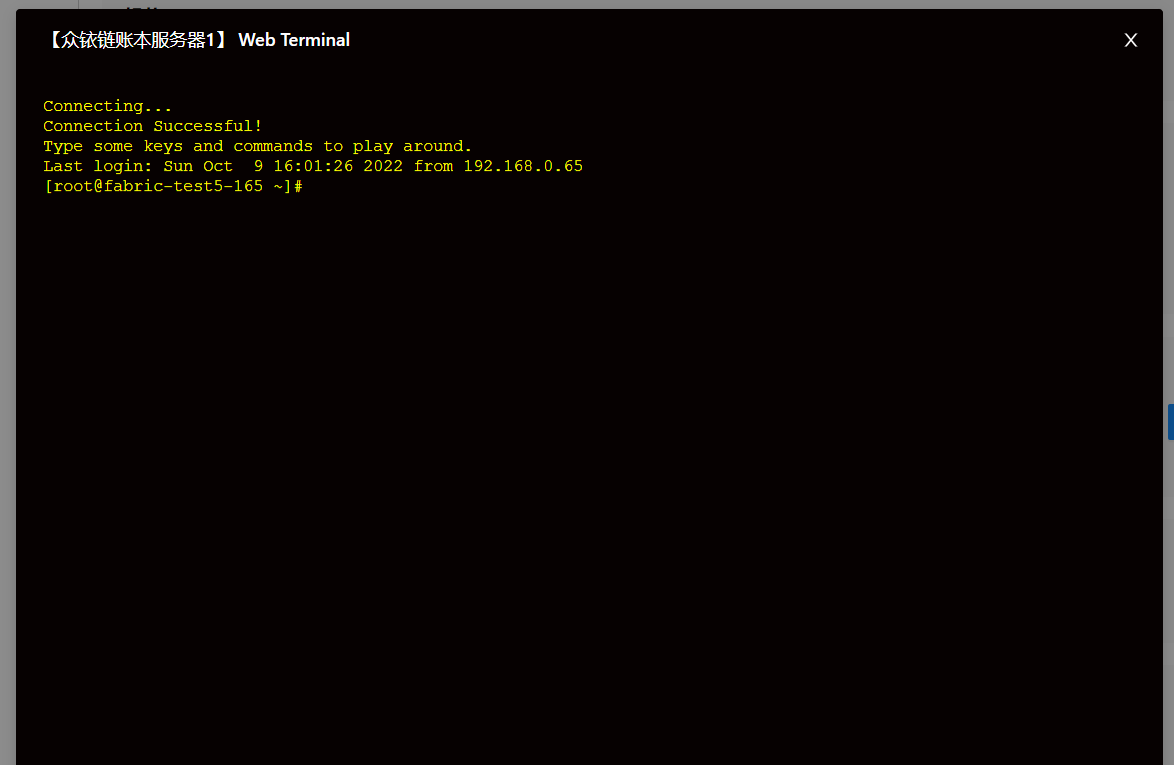 【众铱链账本服务器1】 Web Terminal
X
Connecting...
Connection Successful!
Type some keys and commands to play around.
Last login: Sun Oct  9 16:01:26 2022 from 192.168.0.65
[root@fabric-test5-165 ~]#